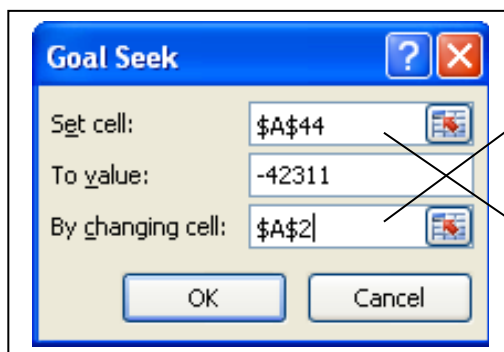 Goal Seek
Set cell: $A$44
To value: -42311
By changing cell: $A$2
OK Cancel